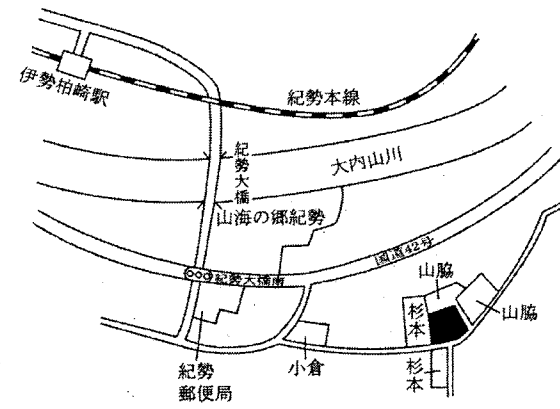 伊勢柏崎駅
紀勢本線
紀勢大橋
大内山川
山海の郷紀勢
国道42号
紀勢大橋南
山脇
杉本
山脇
紀勢
郵便局
小倉
杉本